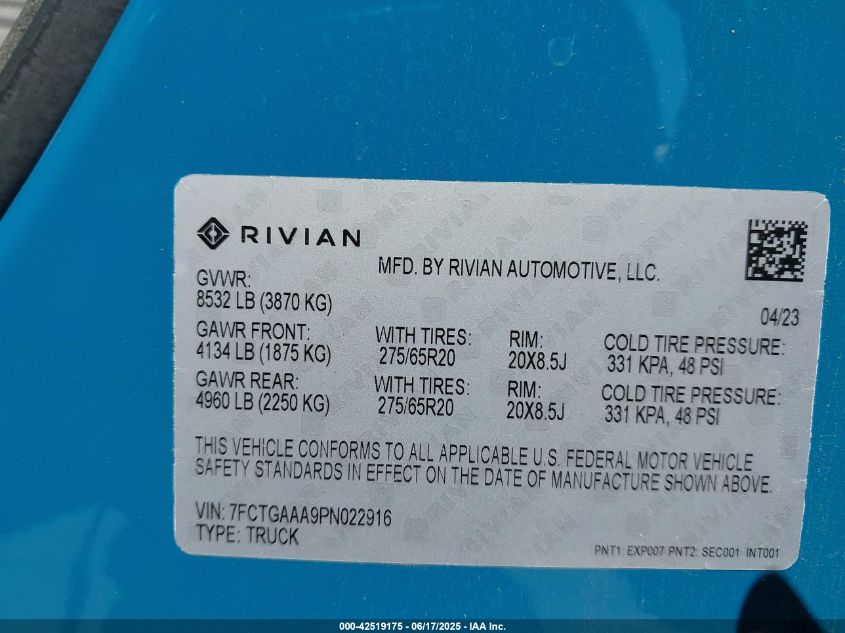 RIVIAN
MFD. BY RIVIAN AUTOMOTIVE, LLC.
GVWR:
8532 LB (3870 KG)
04/23
GAWR FRONT: WITH TIRES: RIM: COLD TIRE PRESSURE:
4134 LB (1875 KG) 275/65R20 20X8.5J 331 KPA, 48 PSI
GAWR REAR: WITH TIRES: RIM: COLD TIRE PRESSURE:
4960 LB (2250 KG) 275/65R20 20X8.5J 331 KPA, 48 PSI
THIS VEHICLE CONFORMS TO ALL APPLICABLE U.S. FEDERAL MOTOR VEHICLE
SAFETY STANDARDS IN EFFECT ON THE DATE OF MANUFACTURE SHOWN ABOVE.
VIN: 7FCTGAAA9PN022916
TYPE: TRUCK
PNT1: EXP007 PNT2: SEC001 INT001
000-42519175 - 06/17/2025 - IAA Inc.